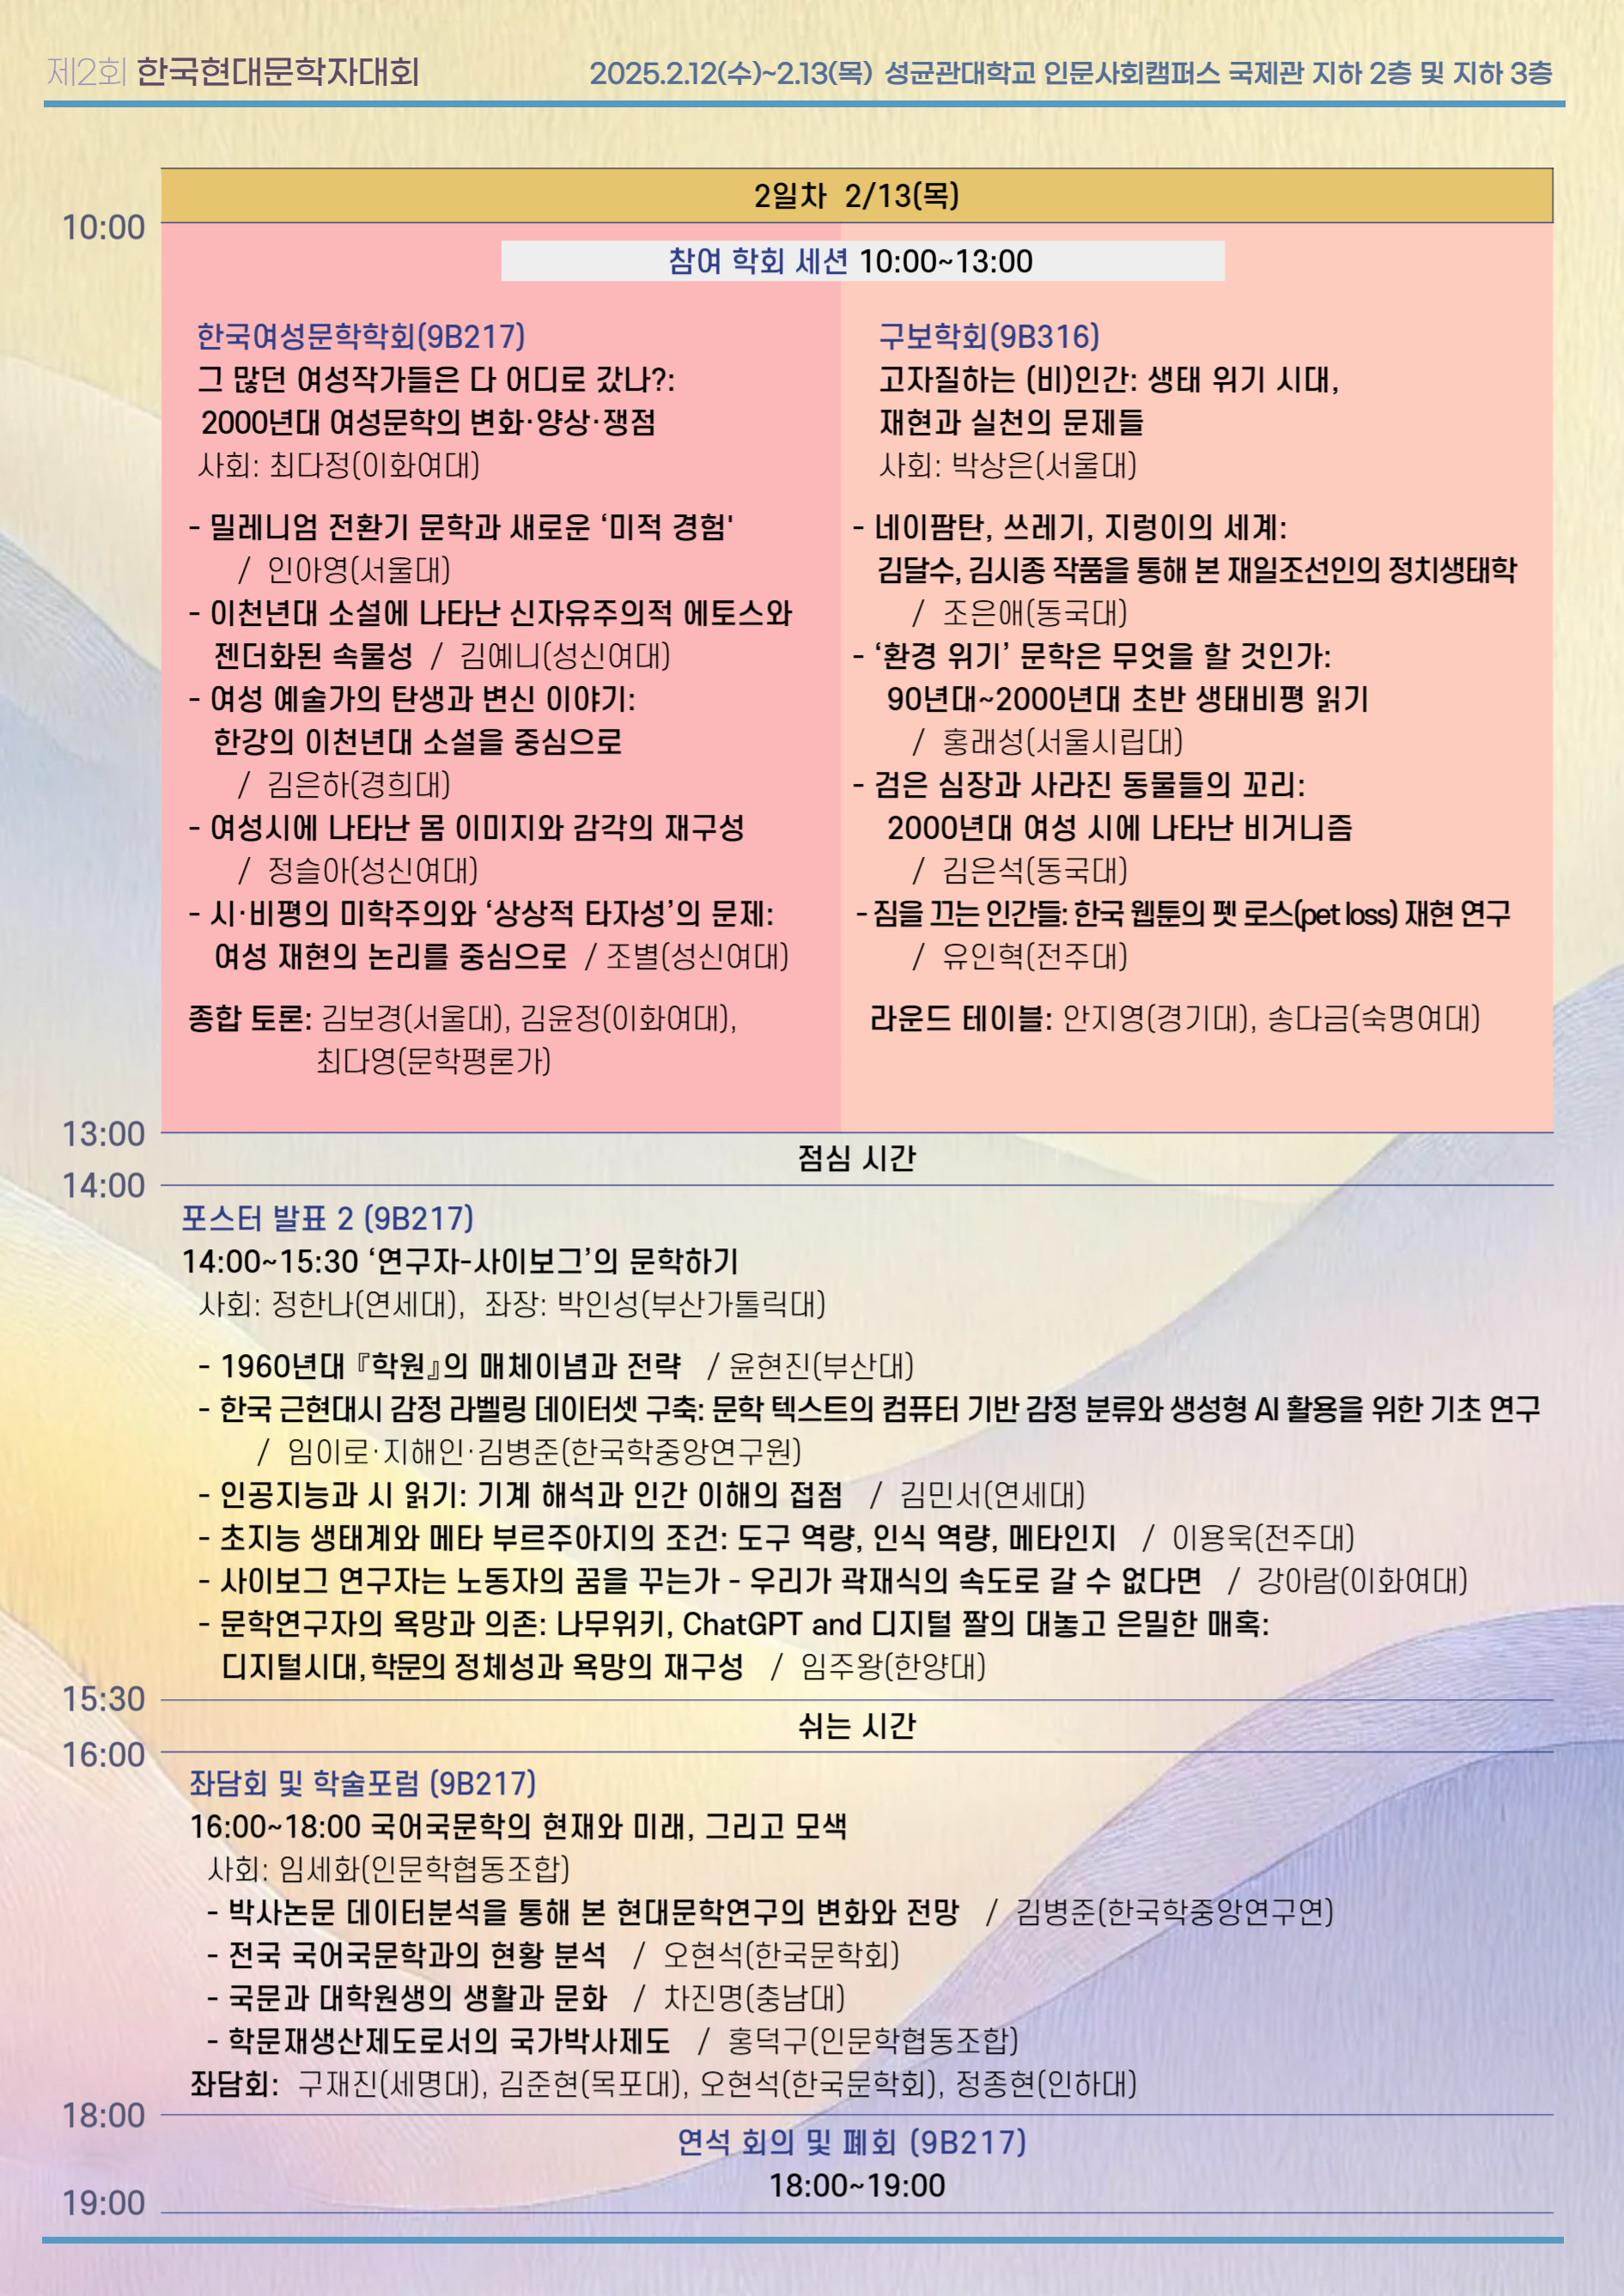 제2회 한국현대문학자대회
2025.2.12(수)~2.13(목) 성균관대학교 인문사회캠퍼스 국제관 지하 2층 및 지하 3층
2일차 2/13(목)
10:00
참여 학회 세션 10:00~13:00
한국여성문학학회(9B217)
그 많던 여성작가들은 다 어디로 갔나?:
2000년대 여성문학의 변화·양상·쟁점
사회: 최다정(이화여대)
- 밀레니엄 전환기 문학과 새로운 ‘미적 경험'
/ 인아영(서울대)
- 이천년대 소설에 나타난 신자유주의적 에토스와
젠더화된 속물성 / 김예니(성신여대)
- 여성 예술가의 탄생과 변신 이야기:
한강의 이천년대 소설을 중심으로
/ 김은하(경희대)
- 여성시에 나타난 몸 이미지와 감각의 재구성
/ 정슬아(성신여대)
- 시·비평의 미학주의와 ‘상상적 타자성’의 문제:
여성 재현의 논리를 중심으로 / 조별(성신여대)
종합 토론: 김보경(서울대), 김윤정(이화여대),
최다영(문학평론가)
구보학회(9B316)
고자질하는 (비)인간: 생태 위기 시대,
재현과 실천의 문제들
사회: 박상은(서울대)
- 네이팜탄, 쓰레기, 지렁이의 세계:
김달수, 김시종 작품을 통해 본 재일조선인의 정치생태학
/ 조은애(동국대)
- ‘환경 위기’ 문학은 무엇을 할 것인가:
90년대~2000년대 초반 생태비평 읽기
/ 홍래성(서울시립대)
- 검은 심장과 사라진 동물들의 꼬리:
2000년대 여성 시에 나타난 비거니즘
/ 김은석(동국대)
- 짐을 끄는 인간들: 한국 웹툰의 펫 로스(pet loss) 재현 연구
/ 유인혁(전주대)
라운드 테이블: 안지영(경기대), 송다금(숙명여대)
13:00
점심 시간
14:00
포스터 발표 2 (9B217)
14:00~15:30 ‘연구자-사이보그’의 문학하기
사회: 정한나(연세대), 좌장: 박인성(부산가톨릭대)
- 1960년대 『학원』의 매체이념과 전략 / 윤현진(부산대)
- 한국 근현대시 감정 라벨링 데이터셋 구축: 문학 텍스트의 컴퓨터 기반 감정 분류와 생성형 AI 활용을 위한 기초 연구
/ 임이로·지해인·김병준(한국학중앙연구원)
- 인공지능과 시 읽기: 기계 해석과 인간 이해의 접점 / 김민서(연세대)
- 초지능 생태계와 메타 부르주아지의 조건: 도구 역량, 인식 역량, 메타인지 / 이용욱(전주대)
- 사이보그 연구자는 노동자의 꿈을 꾸는가 - 우리가 곽재식의 속도로 갈 수 없다면 / 강아람(이화여대)
- 문학연구자의 욕망과 의존: 나무위키, ChatGPT and 디지털 짤의 대놓고 은밀한 매혹:
디지털시대, 학문의 정체성과 욕망의 재구성 / 임주왕(한양대)
15:30
쉬는 시간
16:00
좌담회 및 학술포럼 (9B217)
16:00~18:00 국어국문학의 현재와 미래, 그리고 모색
사회: 임세화(인문학협동조합)
- 박사논문 데이터분석을 통해 본 현대문학연구의 변화와 전망 / 김병준(한국학중앙연구연)
- 전국 국어국문학과의 현황 분석 / 오현석(한국문학회)
- 국문과 대학원생의 생활과 문화 / 차진명(충남대)
- 학문재생산제도로서의 국가박사제도 / 홍덕구(인문학협동조합)
좌담회: 구재진(세명대), 김준현(목포대), 오현석(한국문학회), 정종현(인하대)
18:00
연석 회의 및 폐회 (9B217)
18:00~19:00
19:00